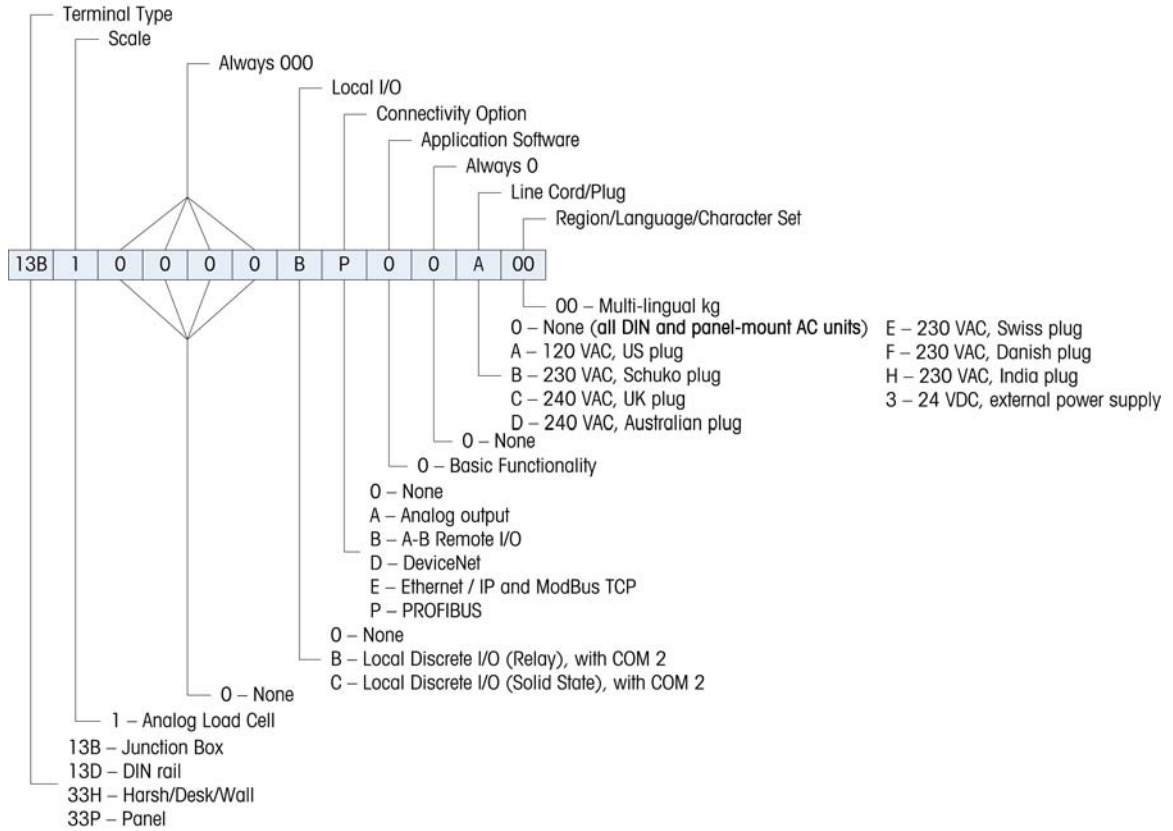 Terminal Type
Scale
Always 000
Local I/O
Connectivity Option
Application Software
Always 0
Line Cord/Plug
Region/Language/Character Set
13B 1 0 0 0 0 B P 0 0 A 00
00 – Multi-lingual kg
0 – None (all DIN and panel-mount AC units)
A – 120 VAC, US plug
B – 230 VAC, Schuko plug
C – 240 VAC, UK plug
D – 240 VAC, Australian plug
E – 230 VAC, Swiss plug
F – 230 VAC, Danish plug
H – 230 VAC, India plug
3 – 24 VDC, external power supply
0 – None
0 – Basic Functionality
0 – None
A – Analog output
B – A-B Remote I/O
D – DeviceNet
E – Ethernet / IP and ModBus TCP
P – PROFIBUS
0 – None
B – Local Discrete I/O (Relay), with COM 2
C – Local Discrete I/O (Solid State), with COM 2
0 – None
1 – Analog Load Cell
13B – Junction Box
13D – DIN rail
33H – Harsh/Desk/Wall
33P – Panel